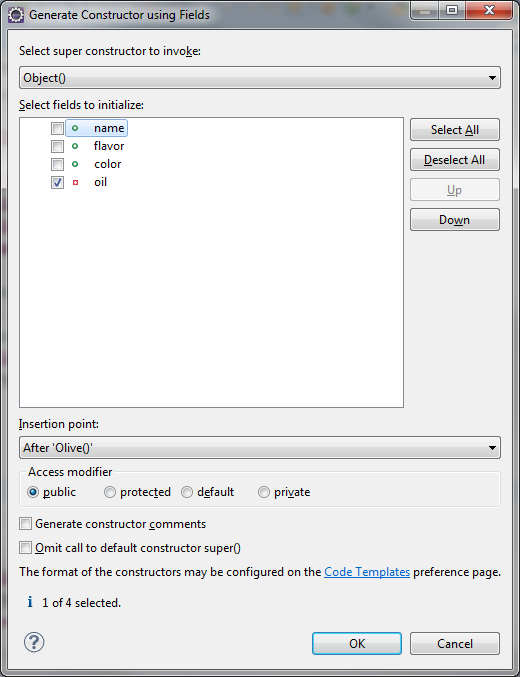 Generate Constructor using Fields
Select super constructor to invoke:
Object()
Select fields to initialize:
name
flavor
color
oil
Select All
Deselect All
Up
Down
Insertion point:
After 'Olive()'
Access modifier
public protected default private
Generate constructor comments
Omit call to default constructor super()
The format of the constructors may be configured on the Code Templates preference page.
i 1 of 4 selected.
? OK Cancel